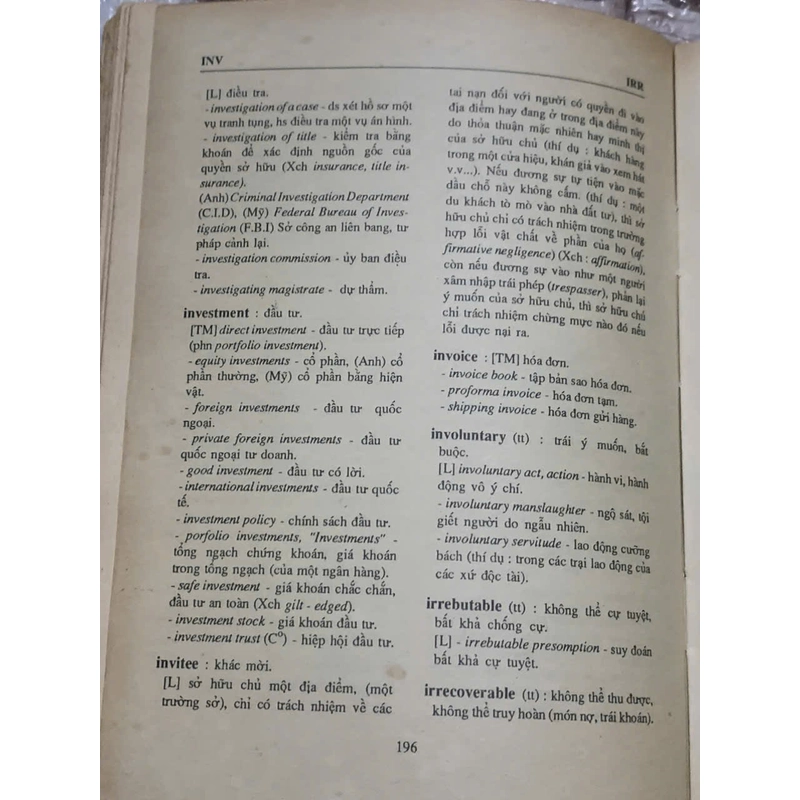 INV
IRR
[L] điều tra.
- investigation of a case - ds xét hồ sơ một
vụ tranh tụng, hs điều tra một vụ án hình.
- investigation of title - kiểm tra bằng
khoán để xác định nguồn gốc của
quyền sở hữu (Xch insurance, title in-
surance).
(Anh) Criminal Investigation Department
(C.I.D), (Mỹ) Federal Bureau of Inves-
tigation (F.B.I) Sở công an liên bang, tư
pháp cảnh lại.
- investigation commission - ủy ban điều
tra.
- investigating magistrate - dự thẩm.
investment : đầu tư.
[TM] direct investment - đầu tư trực tiếp
(phn portfolio investment).
- equity investments - cổ phần, (Anh) cổ
phần thường, (Mỹ) cổ phần bằng hiện
vật.
- foreign investments - đầu tư quốc
ngoại.
- private foreign investments - đầu tư
quốc ngoại tư doanh.
- good investment - đầu tư có lời.
- international investments - đầu tư quốc
tế.
- investment policy - chính sách đầu tư.
- porfolio investments, "Investments" -
tổng ngạch chứng khoán, giá khoán
trong tổng ngạch (của một ngân hàng).
- safe investment - giá khoán chắc chắn,
đầu tư an toàn (Xch gilt - edged).
- investment stock - giá khoán đầu tư.
- investment trust (Cº) - hiệp hội đầu tư.
invitee : khác mời.
[L] sở hữu chủ một địa điểm, (một
trường sở), chỉ có trách nhiệm về các
tai nạn đối với người có quyền đi vào
địa điểm hay đang ở trong địa điểm này
do thỏa thuận mặc nhiên hay minh thị
của sở hữu chủ (thí dụ : khách hàng
trong một cửa hiệu, khán giả vào xem hát
v.v...). Nếu đương sự tự tiện vào mặc
dầu chỗ này không cấm. (thí dụ : một
du khách tò mò vào nhà đất tư), thì sở
hữu chủ chỉ có trách nhiệm trong trường
hợp lỗi vật chất về phần của họ (af-
firmative negligence) (Xch : affirmation),
còn nếu đương sự vào như một người
xâm nhập trái phép (trespasser), phản lại
ý muốn của sở hữu chủ, thì sở hữu chủ
chỉ trách nhiệm chừng mực nào đó nếu
lỗi được nại ra.
invoice : [TM] hóa đơn.
- invoice book - tập bản sao hóa đơn.
- proforma invoice - hóa đơn tạm.
- shipping invoice - hóa đơn gửi hàng.
involuntary (tt) : trái ý muốn, bắt
buộc.
[L] involuntary act, action - hành vi, hành
động vô ý chí.
- involuntary manslaughter - ngộ sát, tội
giết người do ngẫu nhiên.
- involuntary servitude - lao động cưỡng
bách (thí dụ : trong các trại lao động của
các xứ độc tài).
irrebutable (tt) : không thể cự tuyệt,
bất khả chống cự.
[L] - irrebutable presomption - suy đoán
bất khả cự tuyệt.
irrecoverable (tt) : không thể thu được,
không thể truy hoàn (món nợ, trái khoán).
196